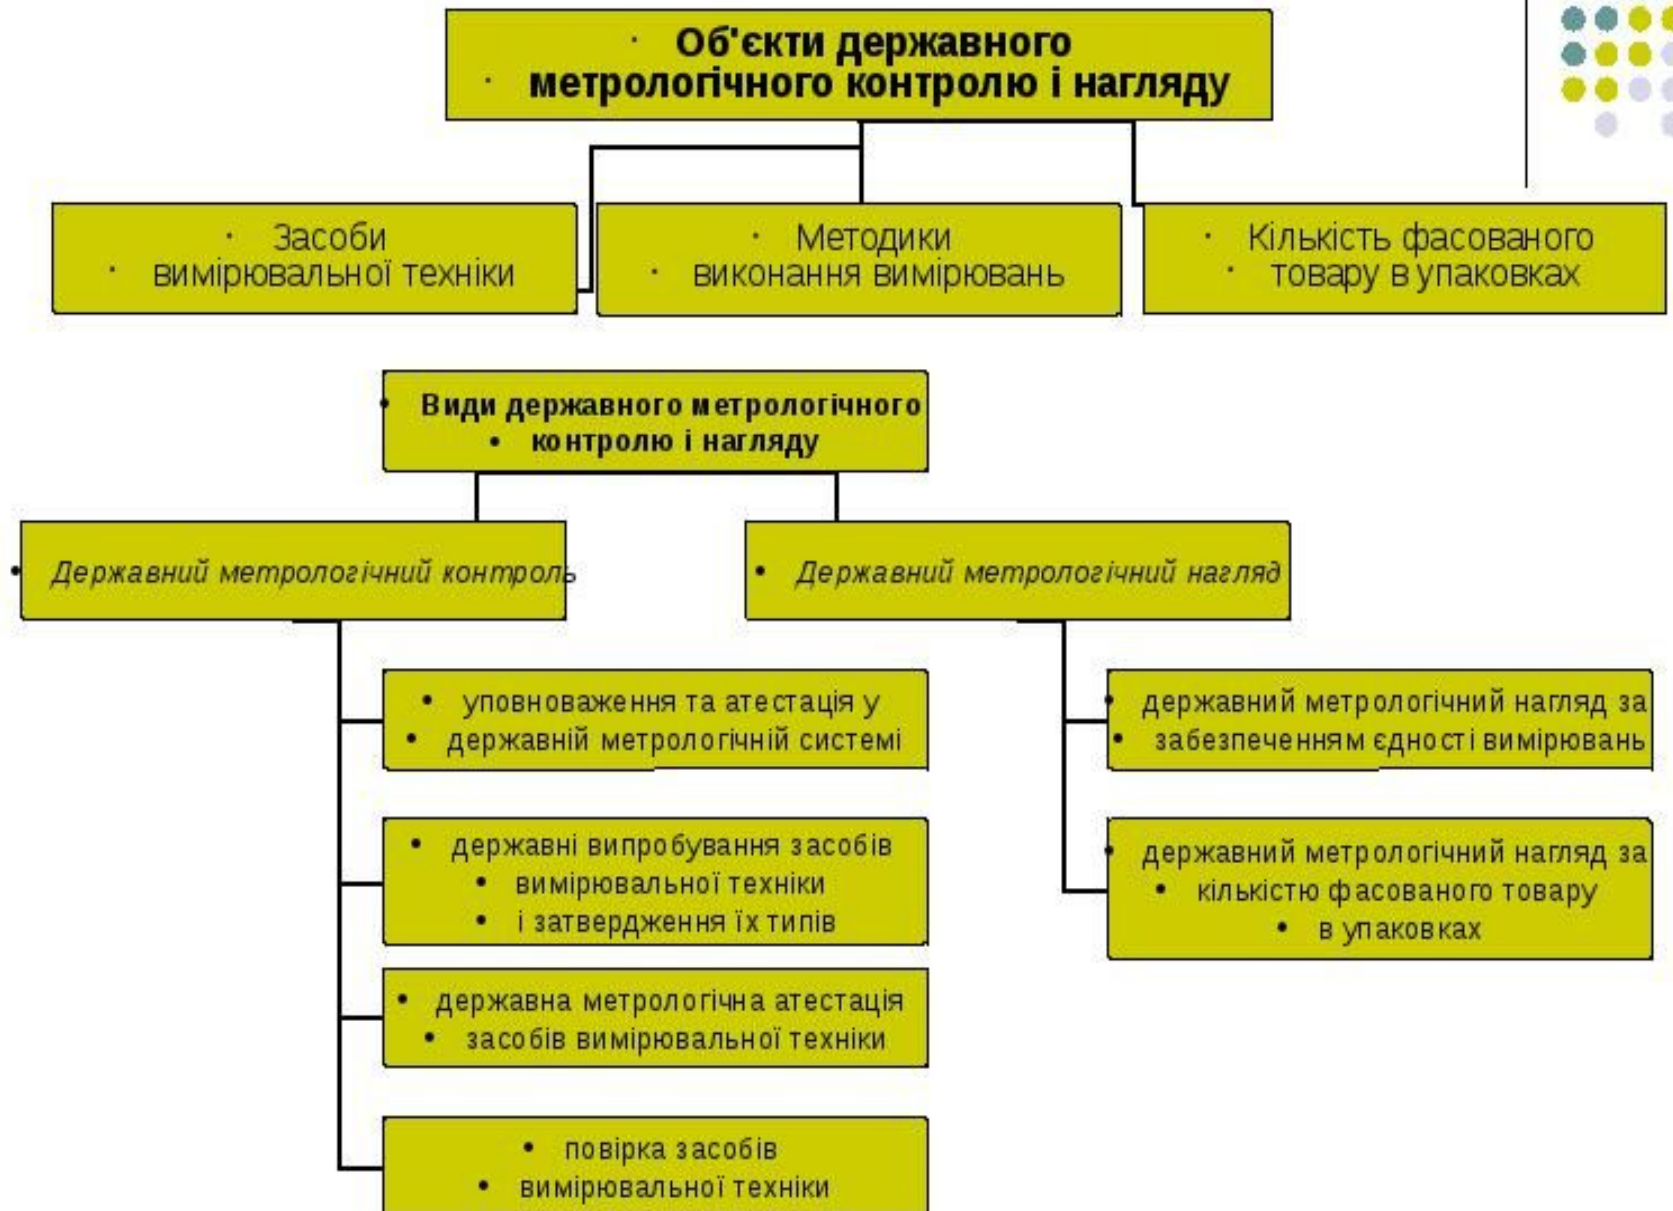 · Об'єкти державного
· метрологічного контролю і нагляду
· Засоби
· вимірювальної техніки
· Методики
· виконання вимірювань
· Кількість фасованого
· товару в упаковках
• Види державного метрологічного
• контролю і нагляду
• Державний метрологічний контроль
• Державний метрологічний нагляд
• уповноваження та атестація у
• державній метрологічній системі
• державні випробування засобів
• вимірювальної техніки
• і затвердження їх типів
• державна метрологічна атестація
• засобів вимірювальної техніки
• повірка засобів
• вимірювальної техніки
• державний метрологічний нагляд за
• забезпеченням єдності вимірювань
• державний метрологічний нагляд за
• кількістю фасованого товару
• в упаковках